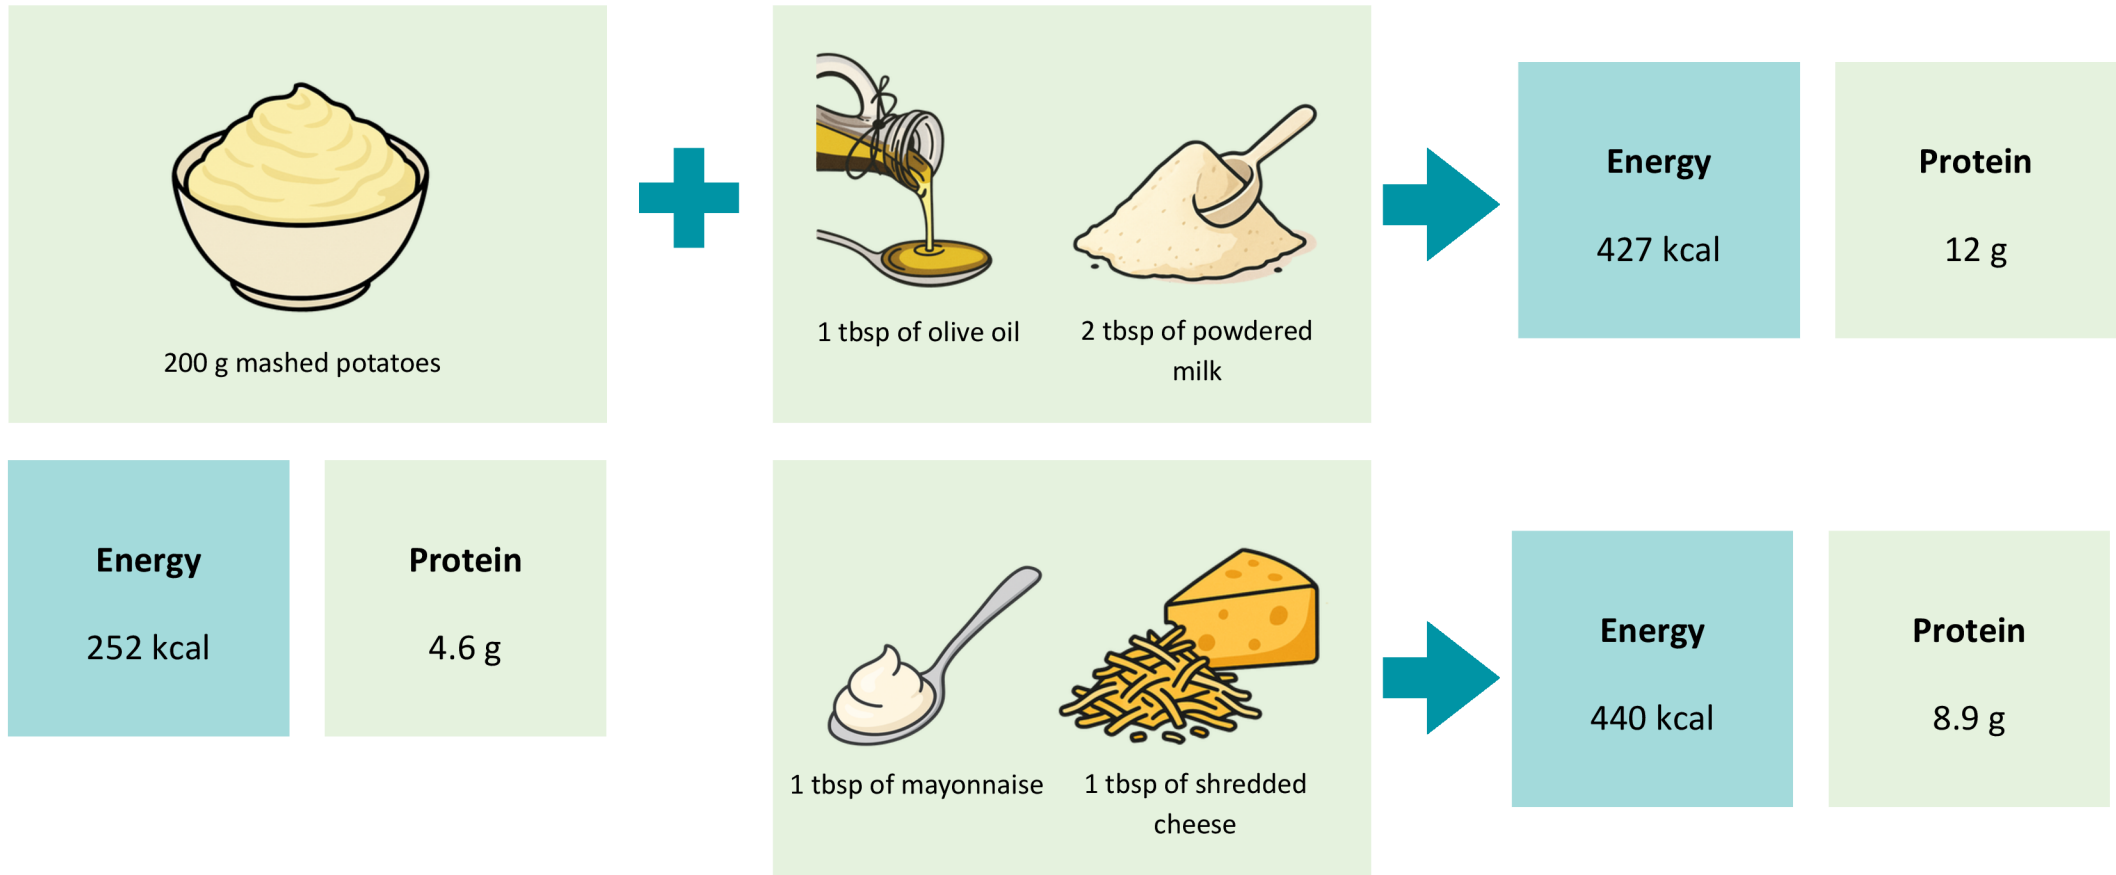 200 g mashed potatoes
1 tbsp of olive oil
2 tbsp of powdered
milk
Energy
427 kcal
Protein
12 g
Energy
252 kcal
Protein
4.6 g
1 tbsp of mayonnaise
1 tbsp of shredded
cheese
Energy
440 kcal
Protein
8.9 g